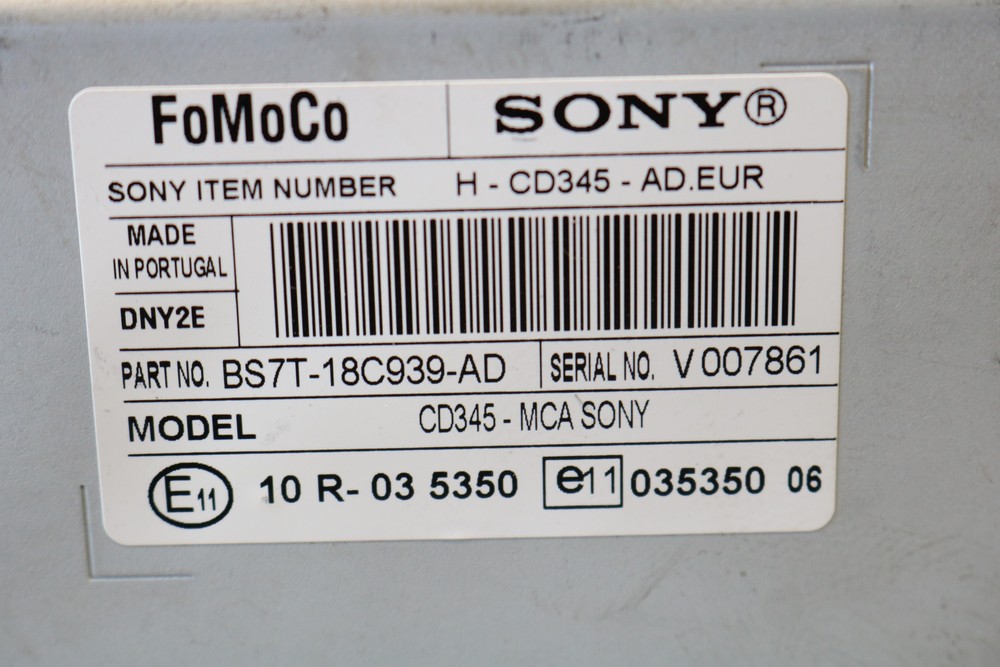 FoMoCo SONY®
SONY ITEM NUMBER H - CD345 - AD.EUR
MADE
IN PORTUGAL
DNY2E
PART NO. BS7T-18C939-AD SERIAL NO. V007861
MODEL CD345 - MCA SONY
E11 10 R- 03 5350 e11 035350 06